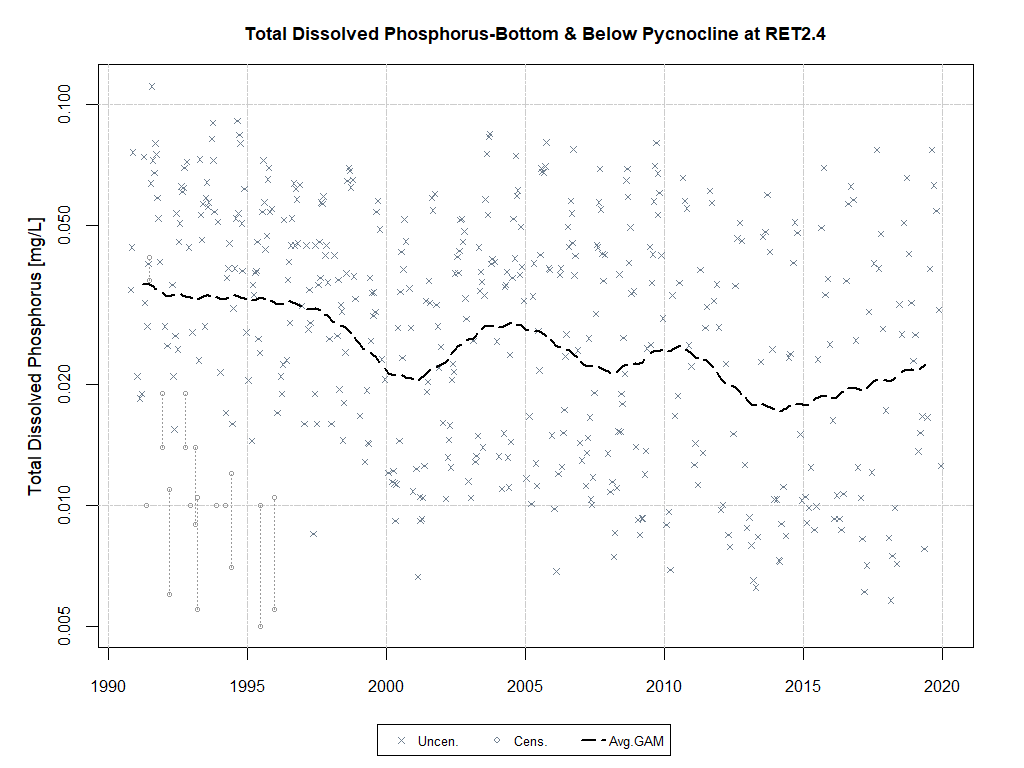 Total Dissolved Phosphorus-Bottom & Below Pycnocline at RET2.4
Total Dissolved Phosphorus [mg/L]
0.100
0.050
0.020
0.010
0.005
1990 1995 2000 2005 2010 2015 2020
Uncen. Cens. Avg.GAM